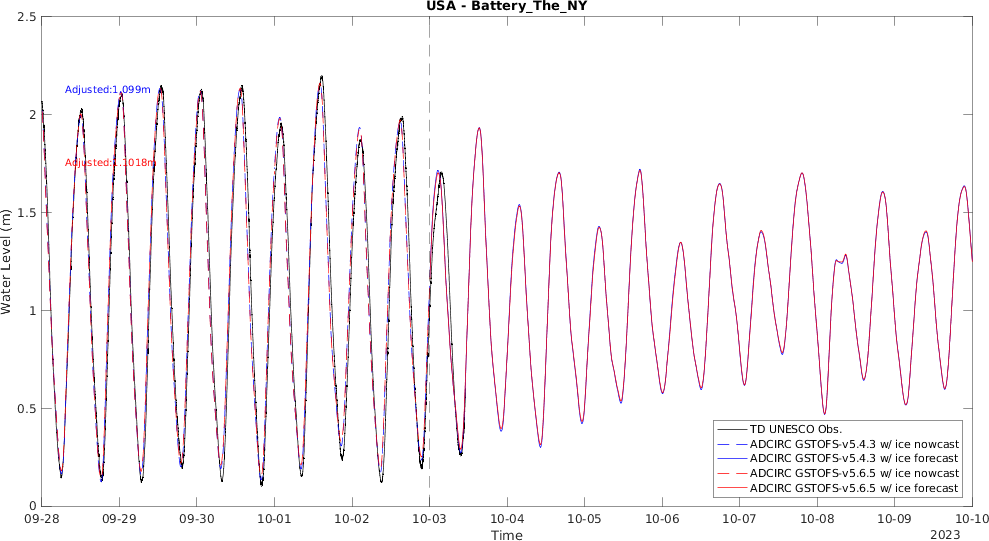 USA - Battery_The_NY
2.5
2
1.5
1
0.5
0
Water Level (m)
Adjusted:1.099m
Adjusted:1.1018m
TD UNESCO Obs.
ADCIRC GSTOFS-v5.4.3 w/ ice nowcast
ADCIRC GSTOFS-v5.4.3 w/ ice forecast
ADCIRC GSTOFS-v5.6.5 w/ ice nowcast
ADCIRC GSTOFS-v5.6.5 w/ ice forecast
09-28 09-29 09-30 10-01 10-02 10-03 10-04 10-05 10-06 10-07 10-08 10-09 10-10
Time
2023